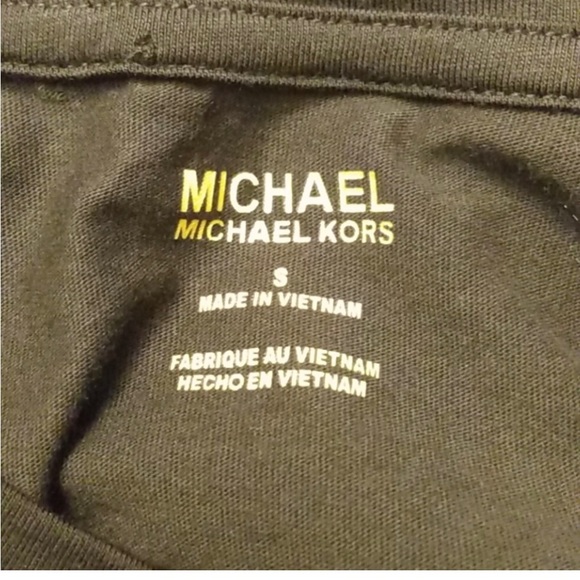 MICHAEL
MICHAEL KORS
S
MADE IN VIETNAM
FABRIQUE AU VIETNAM
HECHO EN VIETNAM